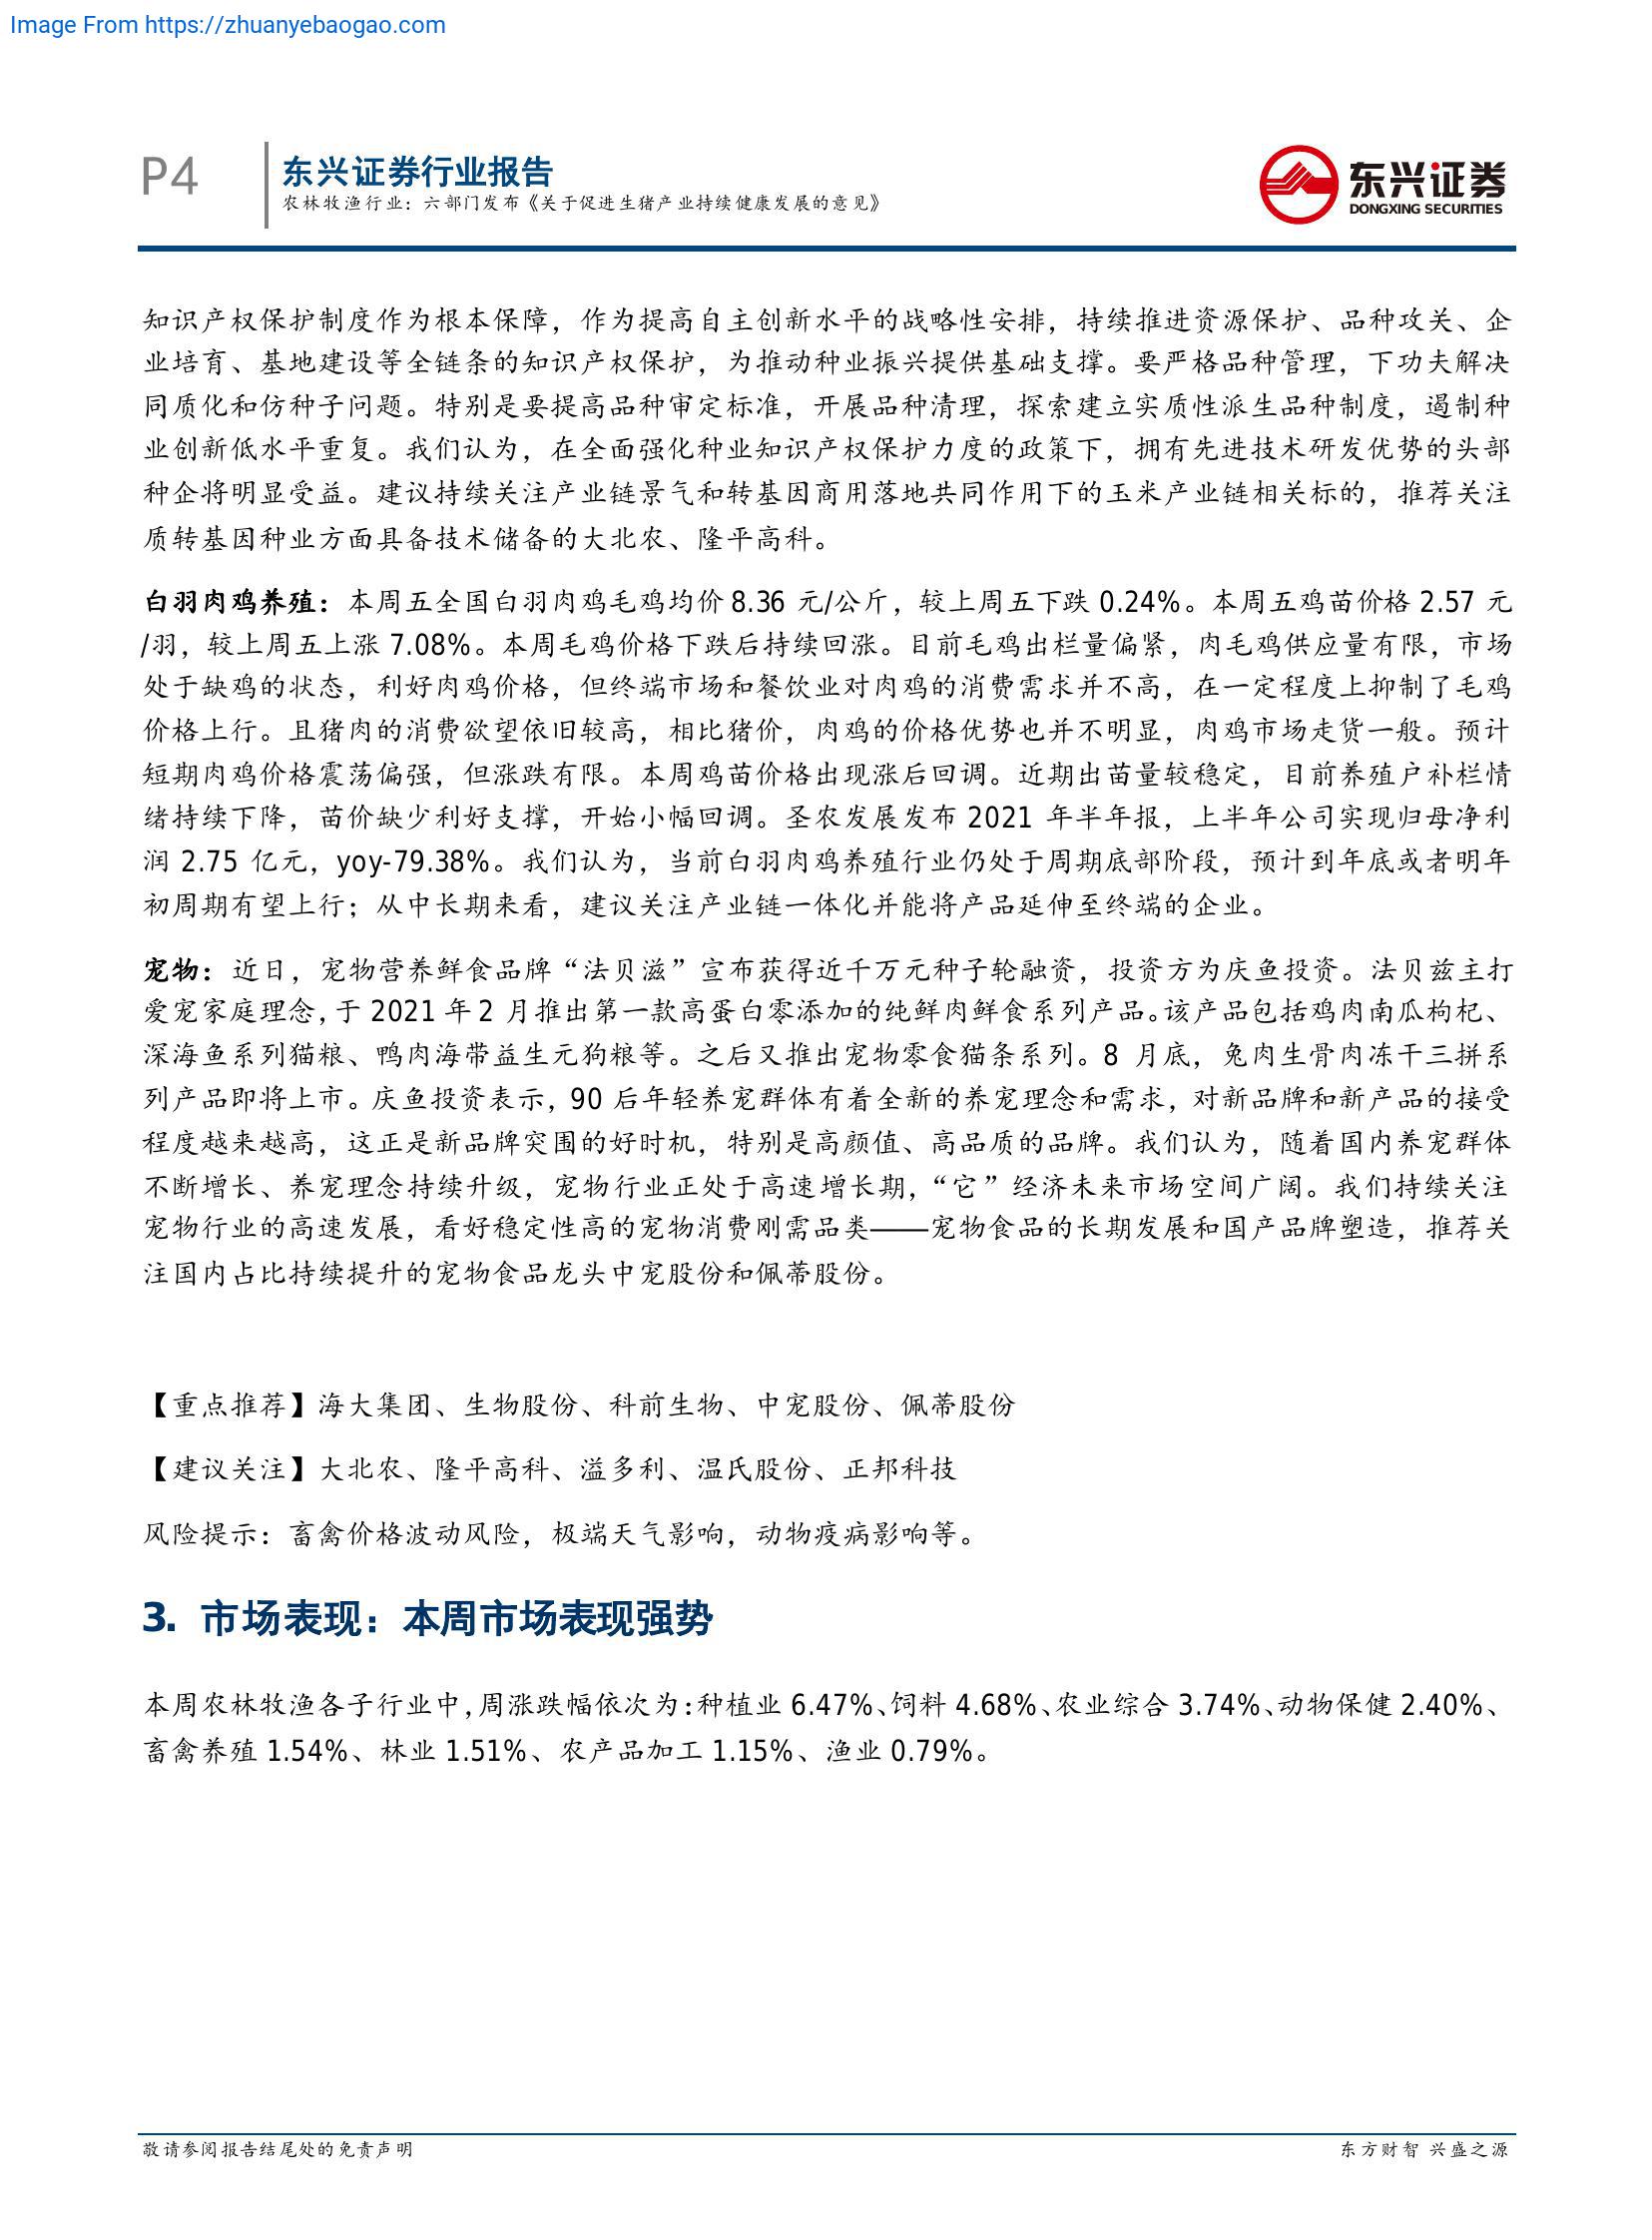 Image From https://zhuanyebaogao.com
P4
东兴证券行业报告
农林牧渔行业：六部门发布《关于促进生猪产业持续健康发展的意见》
东兴证券
DONGXING SECURITIES
知识产权保护制度作为根本保障，作为提高自主创新水平的战略性安排，持续推进资源保护、品种攻关、企
业培育、基地建设等全链条的知识产权保护，为推动种业振兴提供基础支撑。要严格品种管理，下功夫解决
同质化和仿种子问题。特别是要提高品种审定标准，开展品种清理，探索建立实质性派生品种制度，遏制种
业创新低水平重复。我们认为，在全面强化种业知识产权保护力度的政策下，拥有先进技术研发优势的头部
种企将明显受益。建议持续关注产业链景气和转基因商用落地共同作用下的玉米产业链相关标的，推荐关注
质转基因种业方面具备技术储备的大北农、隆平高科。
白羽肉鸡养殖：本周五全国白羽肉鸡毛鸡均价 8.36 元/公斤，较上周五下跌 0.24%。本周五鸡苗价格 2.57 元
/羽，较上周五上涨 7.08%。本周毛鸡价格下跌后持续回涨。目前毛鸡出栏量偏紧，肉毛鸡供应量有限，市场
处于缺鸡的状态，利好肉鸡价格，但终端市场和餐饮业对肉鸡的消费需求并不高，在一定程度上抑制了毛鸡
价格上行。且猪肉的消费欲望依旧较高，相比猪价，肉鸡的价格优势也并不明显，肉鸡市场走货一般。预计
短期肉鸡价格震荡偏强，但涨跌有限。本周鸡苗价格出现涨后回调。近期出苗量较稳定，目前养殖户补栏情
绪持续下降，苗价缺少利好支撑，开始小幅回调。圣农发展发布 2021 年半年报，上半年公司实现归母净利
润 2.75 亿元，yoy-79.38%。我们认为，当前白羽肉鸡养殖行业仍处于周期底部阶段，预计到年底或者明年
初周期有望上行；从中长期来看，建议关注产业链一体化并能将产品延伸至终端的企业。
宠物：近日，宠物营养鲜食品牌“法贝滋”宣布获得近千万元种子轮融资，投资方为庆鱼投资。法贝兹主打
爱宠家庭理念，于 2021 年 2 月推出第一款高蛋白零添加的纯鲜肉鲜食系列产品。该产品包括鸡肉南瓜枸杞、
深海鱼系列猫粮、鸭肉海带益生元狗粮等。之后又推出宠物零食猫条系列。8 月底，兔肉生骨肉冻干三拼系
列产品即将上市。庆鱼投资表示，90 后年轻养宠群体有着全新的养宠理念和需求，对新品牌和新产品的接受
程度越来越高，这正是新品牌突围的好时机，特别是高颜值、高品质的品牌。我们认为，随着国内养宠群体
不断增长、养宠理念持续升级，宠物行业正处于高速增长期，“它”经济未来市场空间广阔。我们持续关注
宠物行业的高速发展，看好稳定性高的宠物消费刚需品类——宠物食品的长期发展和国产品牌塑造，推荐关
注国内占比持续提升的宠物食品龙头中宠股份和佩蒂股份。
【重点推荐】海大集团、生物股份、科前生物、中宠股份、佩蒂股份
【建议关注】大北农、隆平高科、溢多利、温氏股份、正邦科技
风险提示：畜禽价格波动风险，极端天气影响，动物疫病影响等。
3. 市场表现：本周市场表现强势
本周农林牧渔各子行业中，周涨跌幅依次为：种植业 6.47%、饲料 4.68%、农业综合 3.74%、动物保健 2.40%、
畜禽养殖 1.54%、林业 1.51%、农产品加工 1.15%、渔业 0.79%。
敬请参阅报告结尾处的免责声明
东方财智 兴盛之源